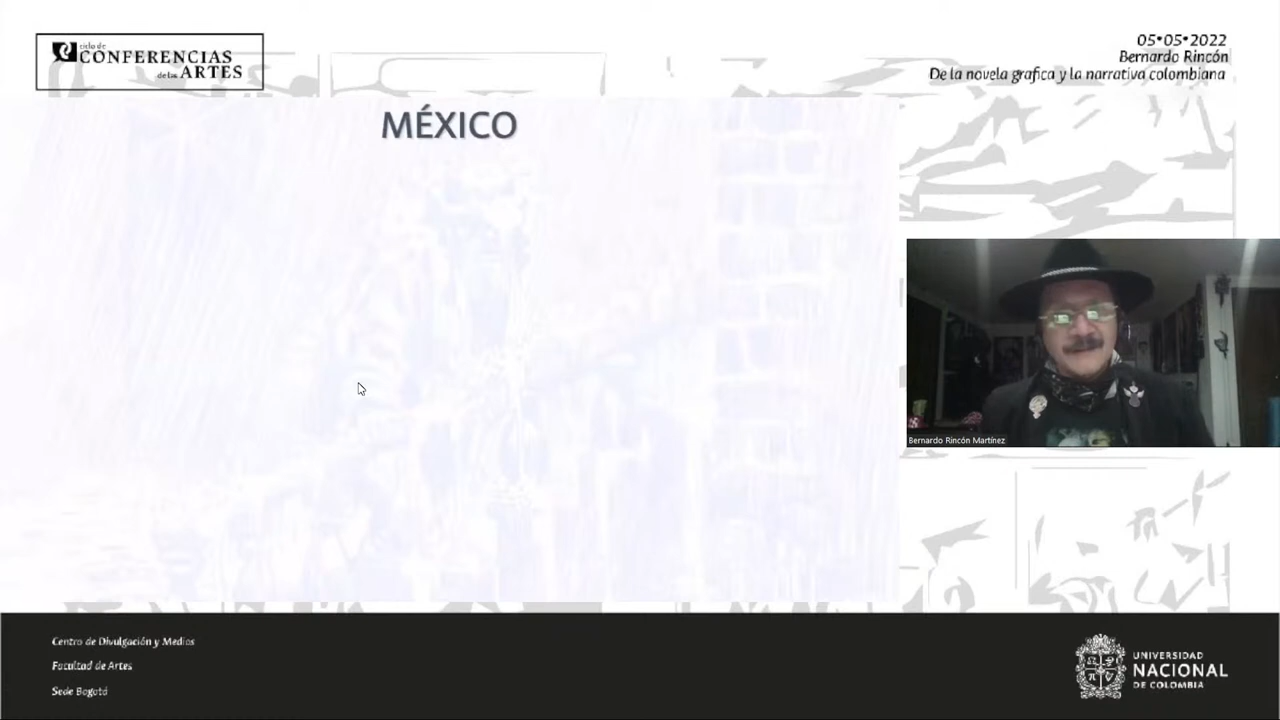 ciclo de
CONFERENCIAS
de las ARTES
05•05•2022
Bernardo Rincón
De la novela grafica y la narrativa colombiana
MÉXICO
Bernardo Rincón Martínez
Centro de Divulgación y Medios
Facultad de Artes
Sede Bogotá
UNIVERSIDAD
NACIONAL
DE COLOMBIA